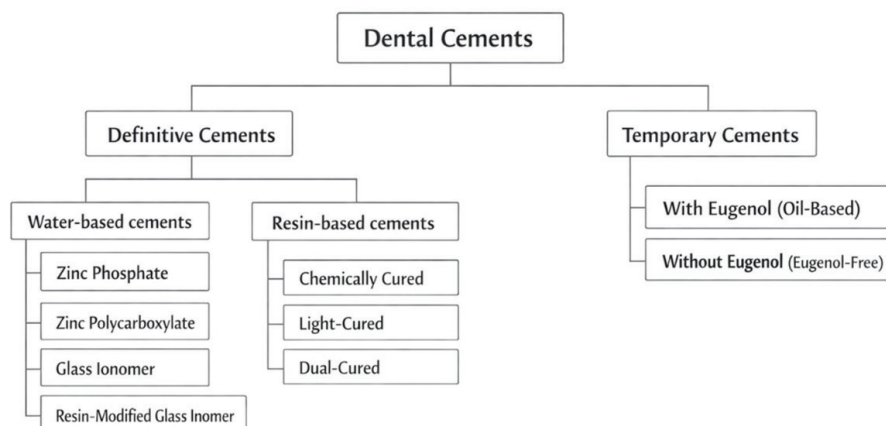 Dental Cements
Definitive Cements
Temporary Cements
Water-based cements
Resin-based cements
With Eugenol (Oil-Based)
Without Eugenol (Eugenol-Free)
Zinc Phosphate
Zinc Polycarboxylate
Glass Ionomer
Resin-Modified Glass Inomer
Chemically Cured
Light-Cured
Dual-Cured